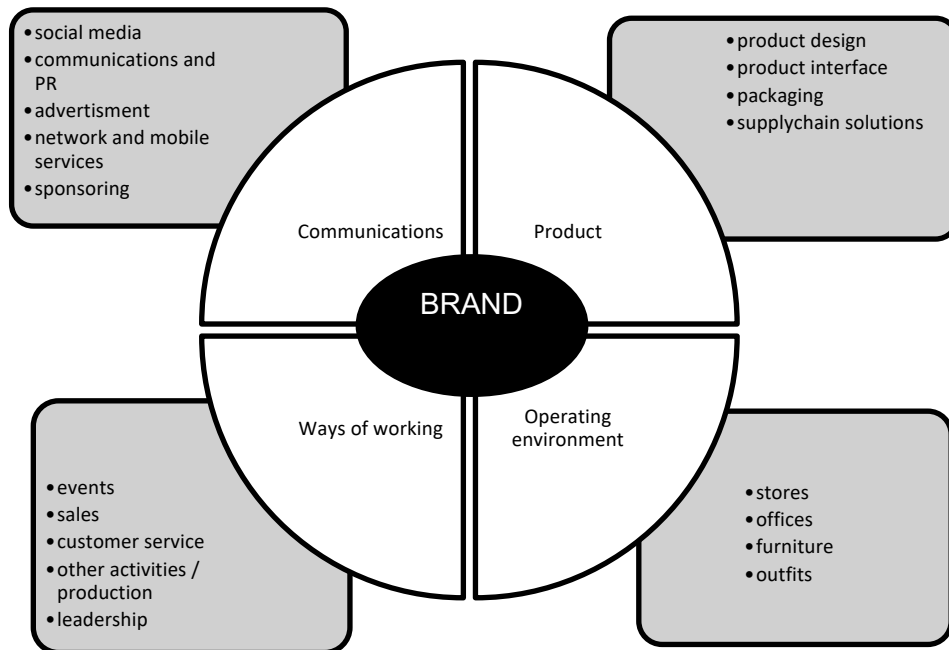 •social media
•communications and
PR
•advertisment
•network and mobile
services
•sponsoring
•product design
•product interface
•packaging
•supplychain solutions
Communications
Product
BRAND
Ways of working
Operating
environment
•events
•sales
•customer service
•other activities /
production
•leadership
•stores
•offices
•furniture
•outfits